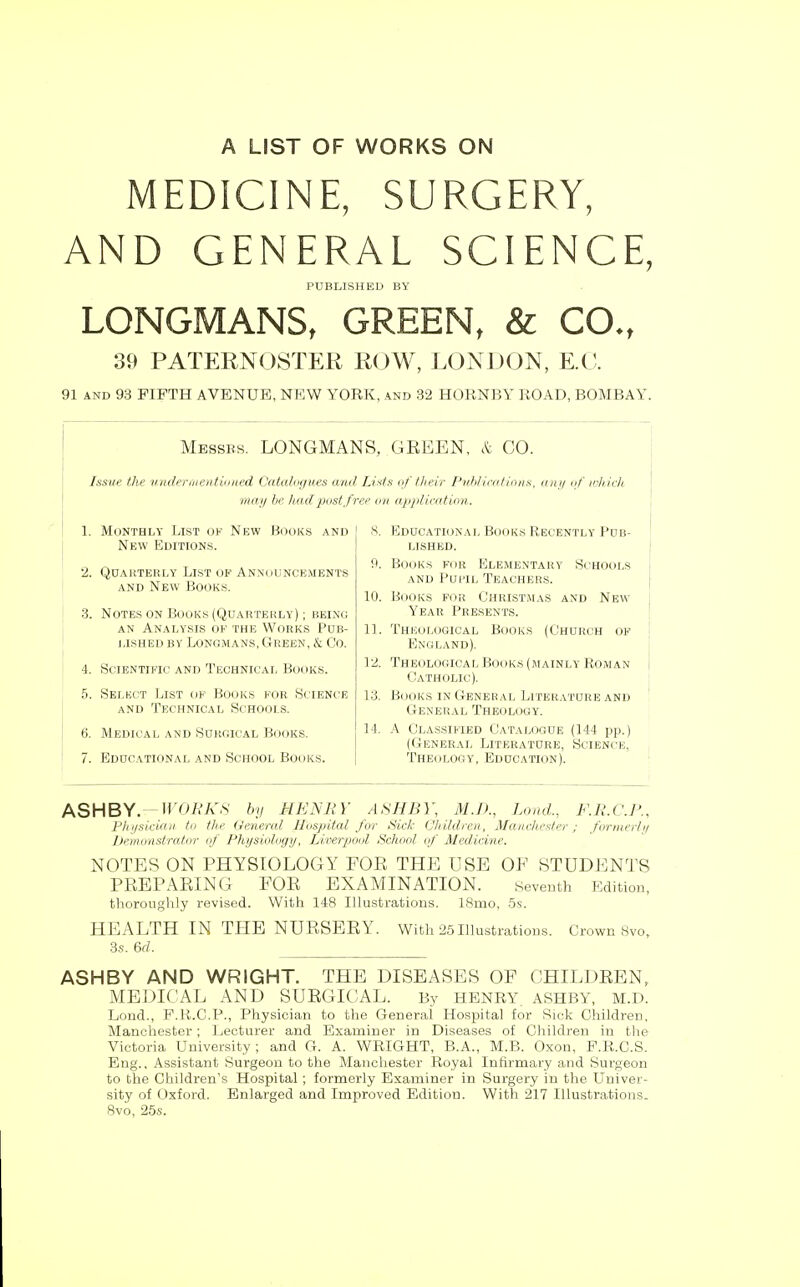 A LIST OF WORKS ON
MEDICINE, SURGERY,
AND GENERAL SCIENCE,
PUBLISHED BY
LONGMANS, GREEN, & CO.,
39 PATERNOSTER ROW, LONDON, E.C.
91 AND 93 FIFTH AVENUE, NEW YORK, AND 32 HORNBY ROAD, BOMBAY.
MESSRS. LONGMANS, GREEN, & CO.
Issue the undermentioned Catalogues and Lists of their Publications, any of which
may be had post free on application.
1. MONTHLY LIST OF NEW BOOKS AND
NEW EDITIONS.
2. QUARTERLY LIST OF ANNOUNCEMENTS
AND NEW BOOKS.
3. NOTES ON BOOKS (QUARTERLY); BEING
AN ANALYSIS OF THE WORKS PUB-
LISHED BY LONGMANS, GREEN, & CO.
4. SCIENTIFIC AND TECHNICAL BOOKS.
5. SELECT LIST OF BOOKS FOR SCIENCE
AND TECHNICAL SCHOOLS.
6. MEDICAL AND SURGICAL BOOKS.
7. EDUCATIONAL AND SCHOOL BOOKS.
8. EDUCATIONAL BOOKS RECENTLY PUB-
LISHED.
9. BOOKS FOR ELEMENTARY SCHOOLS
AND PUPIL TEACHERS.
10. BOOKS FOR CHRISTMAS AND NEW
YEAR PRESENTS.
11. THEOLOGICAL BOOKS (CHURCH OF
ENGLAND).
12. THEOLOGICAL BOOKS (MAINLY ROMAN
CATHOLIC).
13. BOOKS IN GENERAL LITERATURE AND
GENERAL THEOLOGY.
14. A CLASSIFIED CATALOGUE (144 pp.)
(GENERAL LITERATURE, SCIENCE,
THEOLOGY, EDUCATION).
ASHBY.—WORKS by HENRY ASHBY, M.D., Lond., F.R.C.P.,
Physician to the General Hospital for Sick Children, Manchester; formerly
Demonstrator of Physiology, Liverpool School of Medicine.
NOTES ON PHYSIOLOGY FOR THE USE OF STUDENTS
PREPARING FOR EXAMINATION. Seventh Edition,
thoroughly revised. With 148 Illustrations. 18mo, 5s.
HEALTH IN THE NURSERY. With 25 Illustrations. Crown 8vo,
3s. 6d.
ASHBY AND WRIGHT. THE DISEASES OF CHILDREN,
MEDICAL AND SURGICAL. By HENRY ASHBY, M.D.
Lond., F.R.C.P., Physician to the General Hospital for Sick Children,
Manchester; Lecturer and Examiner in Diseases of Children in the
Victoria University; and G. A. WRIGHT, B.A., M.B. Oxon, F.R.C.S.
Eng., Assistant Surgeon to the Manchester Royal Infirmary and Surgeon
to the Children's Hospital; formerly Examiner in Surgery in the Univer-
sity of Oxford. Enlarged and Improved Edition. With 217 Illustrations.
8vo, 25s.